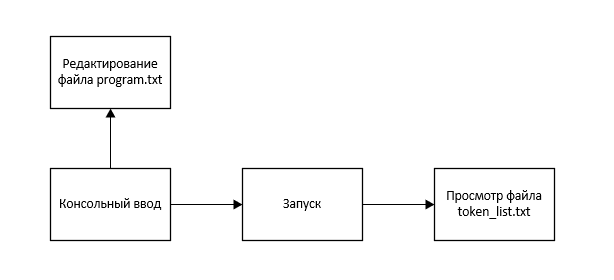 Редактирование
файла program.txt
Консольный ввод
Запуск
Просмотр файла
token_list.txt